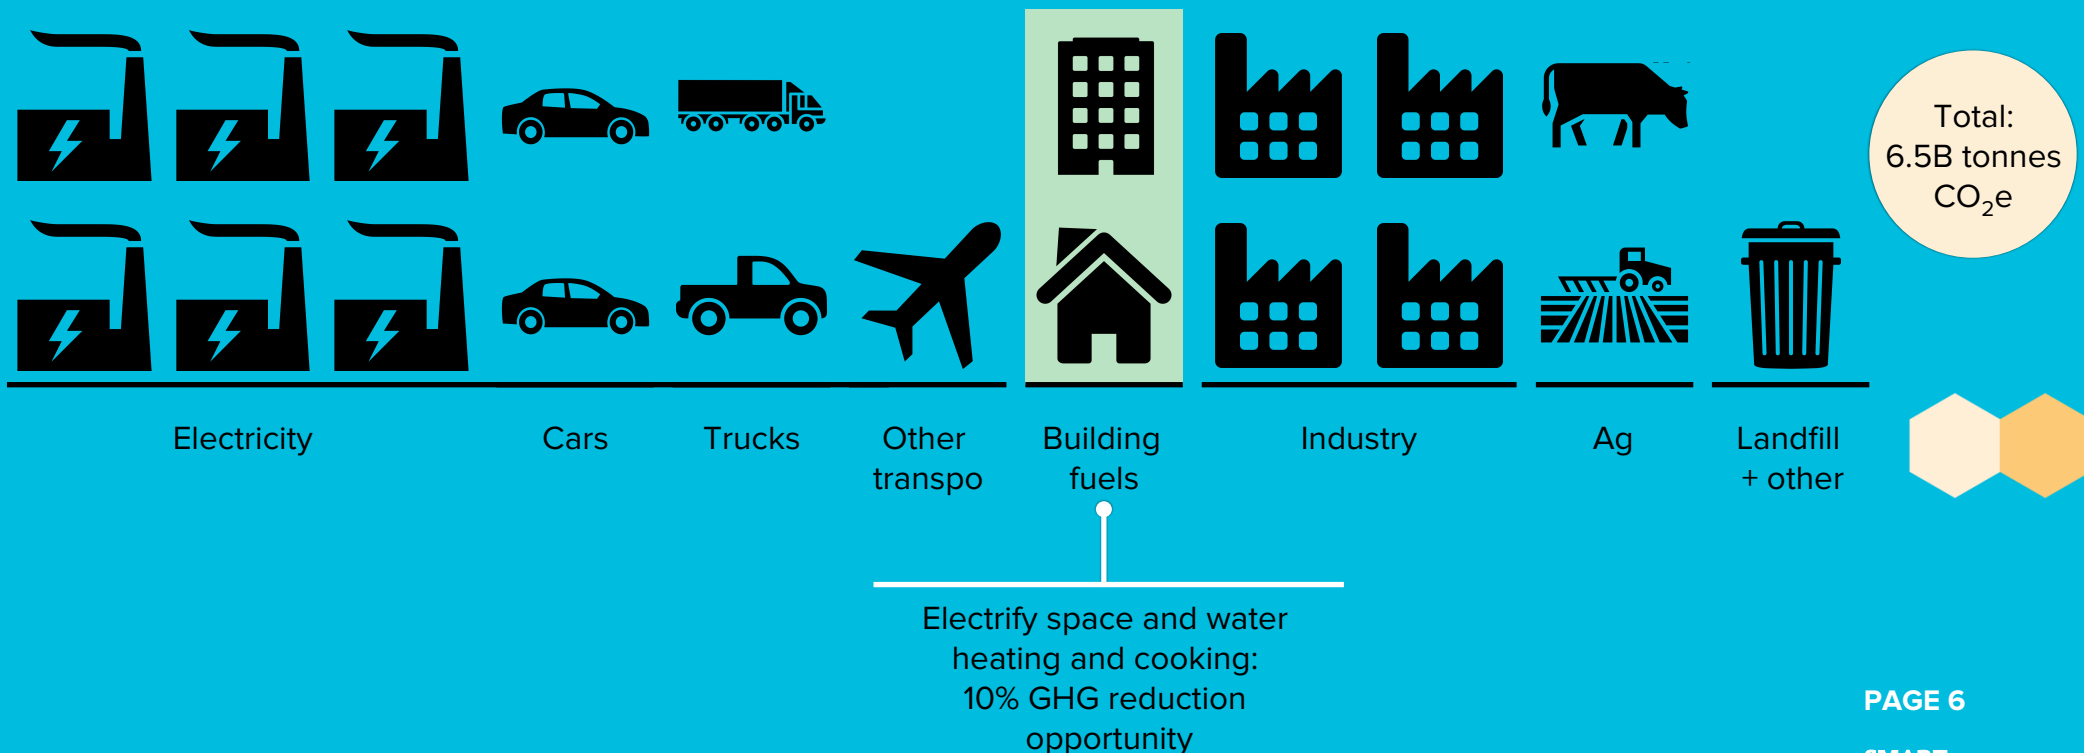 Total:
6.5B tonnes
CO₂e
Electricity
Cars
Trucks
Other
transpo
Building
fuels
Industry
Ag
Landfill
+ other
Electrify space and water
heating and cooking:
10% GHG reduction
opportunity
PAGE 6